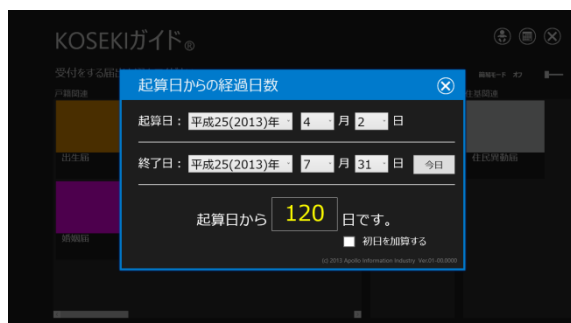 KOSEKIガイド®
受付をする届出
戸籍関連
住基関連
出生届
住民異動届
婚姻届
起算日からの経過日数
起算日： 平成25(2013)年 4 月 2 日
終了日： 平成25(2013)年 7 月 31 日 今日
起算日から 120 日です。
初日を加算する
(c) 2012 Apollo Information Industry Ver.01-00.0000